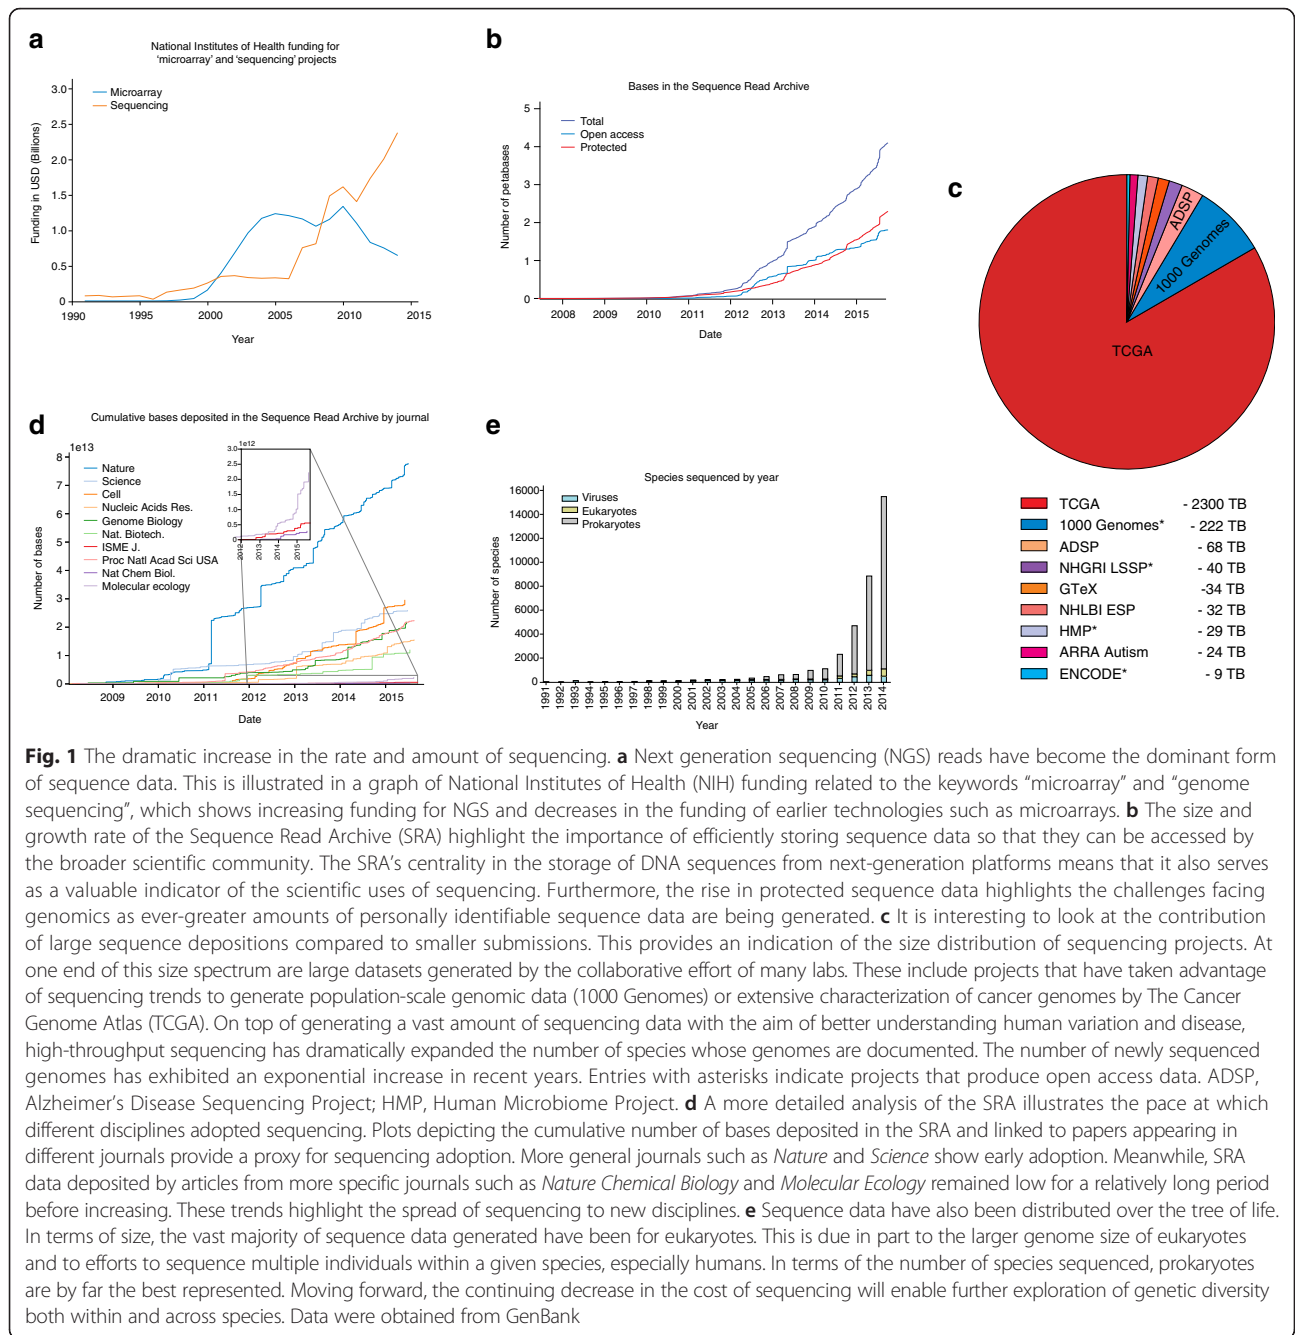 a
National Institutes of Health funding for
'microarray' and 'sequencing' projects
3.0
2.5
2.0
1.5
1.0
0.5
0
Funding in USD (Billions)
Microarray
Sequencing
1990
1995
2000
2005
2010
2015
Year
b
Bases in the Sequence Read Archive
5
4
3
2
1
0
Number of petabases
Total
Open access
Protected
2008
2009
2010
2011
2012
2013
2014
2015
Date
c
ADSP
1000 Genomes
TCGA
TCGA - 2300 TB
1000 Genomes* - 222 TB
ADSP - 68 TB
NHGRI LSSP* - 40 TB
GTeX -34 TB
NHLBI ESP - 32 TB
HMP* - 29 TB
ARRA Autism - 24 TB
ENCODE* - 9 TB
d
Cumulative bases deposited in the Sequence Read Archive by journal
1e13
8
7
6
5
4
3
2
1
0
Number of bases
Nature
Science
Cell
Nucleic Acids Res.
Genome Biology
Nat. Biotech.
ISME J.
Proc Natl Acad Sci USA
Nat Chem Biol.
Molecular ecology
1e12
3.0
2.5
2.0
1.5
1.0
0.5
0
2012
2013
2014
2015
2009
2010
2011
2012
2013
2014
2015
Date
e
Species sequenced by year
16000
14000
12000
10000
8000
6000
4000
2000
0
Number of species
Viruses
Eukaryotes
Prokaryotes
1991
1992
1993
1994
1995
1996
1997
1998
1999
2000
2001
2002
2003
2004
2005
2006
2007
2008
2009
2010
2011
2012
2013
2014
Year
Fig. 1 The dramatic increase in the rate and amount of sequencing. a Next generation sequencing (NGS) reads have become the dominant form
of sequence data. This is illustrated in a graph of National Institutes of Health (NIH) funding related to the keywords “microarray” and “genome
sequencing”, which shows increasing funding for NGS and decreases in the funding of earlier technologies such as microarrays. b The size and
growth rate of the Sequence Read Archive (SRA) highlight the importance of efficiently storing sequence data so that they can be accessed by
the broader scientific community. The SRA’s centrality in the storage of DNA sequences from next-generation platforms means that it also serves
as a valuable indicator of the scientific uses of sequencing. Furthermore, the rise in protected sequence data highlights the challenges facing
genomics as ever-greater amounts of personally identifiable sequence data are being generated. c It is interesting to look at the contribution
of large sequence depositions compared to smaller submissions. This provides an indication of the size distribution of sequencing projects. At
one end of this size spectrum are large datasets generated by the collaborative effort of many labs. These include projects that have taken advantage
of sequencing trends to generate population-scale genomic data (1000 Genomes) or extensive characterization of cancer genomes by The Cancer
Genome Atlas (TCGA). On top of generating a vast amount of sequencing data with the aim of better understanding human variation and disease,
high-throughput sequencing has dramatically expanded the number of species whose genomes are documented. The number of newly sequenced
genomes has exhibited an exponential increase in recent years. Entries with asterisks indicate projects that produce open access data. ADSP,
Alzheimer’s Disease Sequencing Project; HMP, Human Microbiome Project. d A more detailed analysis of the SRA illustrates the pace at which
different disciplines adopted sequencing. Plots depicting the cumulative number of bases deposited in the SRA and linked to papers appearing in
different journals provide a proxy for sequencing adoption. More general journals such as Nature and Science show early adoption. Meanwhile, SRA
data deposited by articles from more specific journals such as Nature Chemical Biology and Molecular Ecology remained low for a relatively long period
before increasing. These trends highlight the spread of sequencing to new disciplines. e Sequence data have also been distributed over the tree of life.
In terms of size, the vast majority of sequence data generated have been for eukaryotes. This is due in part to the larger genome size of eukaryotes
and to efforts to sequence multiple individuals within a given species, especially humans. In terms of the number of species sequenced, prokaryotes
are by far the best represented. Moving forward, the continuing decrease in the cost of sequencing will enable further exploration of genetic diversity
both within and across species. Data were obtained from GenBank